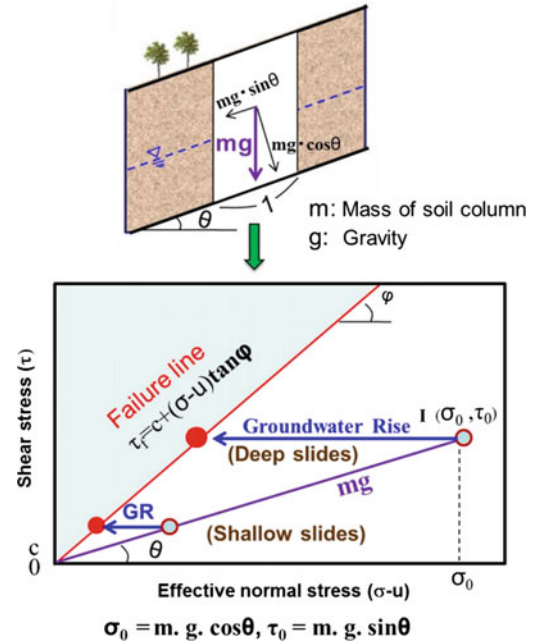 mg·sinθ
mg
mg·cosθ
θ
1
m: Mass of soil column
g: Gravity
Shear stress (τ)
Failure line
τf=c+(σ-u)tanφ
φ
Groundwater Rise
I (σ0 ,τ0)
(Deep slides)
GR
mg
(Shallow slides)
θ
c
0
σ0
Effective normal stress (σ-u)
σ0 = m. g. cosθ, τ0 = m. g. sinθ